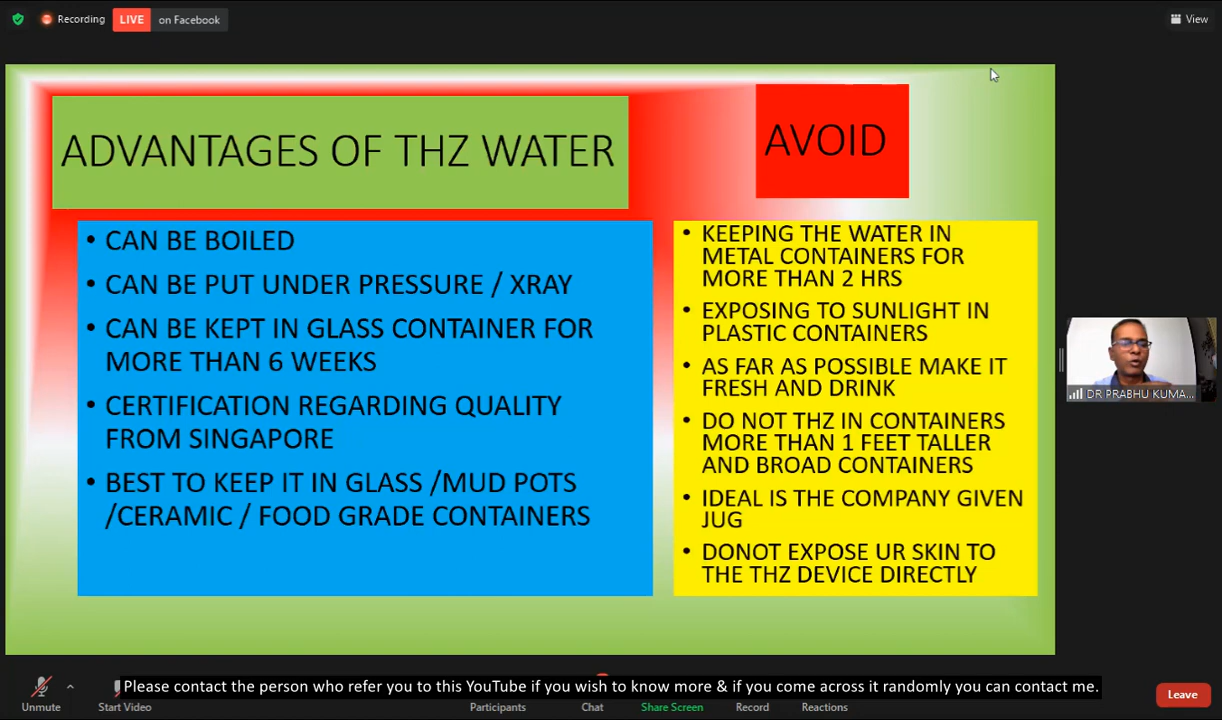 Recording
LIVE
on Facebook
View
ADVANTAGES OF THZ WATER
• CAN BE BOILED
• CAN BE PUT UNDER PRESSURE / XRAY
• CAN BE KEPT IN GLASS CONTAINER FOR
MORE THAN 6 WEEKS
• CERTIFICATION REGARDING QUALITY
FROM SINGAPORE
• BEST TO KEEP IT IN GLASS /MUD POTS
/CERAMIC / FOOD GRADE CONTAINERS
AVOID
• KEEPING THE WATER IN
METAL CONTAINERS FOR
MORE THAN 2 HRS
• EXPOSING TO SUNLIGHT IN
PLASTIC CONTAINERS
• AS FAR AS POSSIBLE MAKE IT
FRESH AND DRINK
• DO NOT THZ IN CONTAINERS
MORE THAN 1 FEET TALLER
AND BROAD CONTAINERS
• IDEAL IS THE COMPANY GIVEN
JUG
• DONOT EXPOSE UR SKIN TO
THE THZ DEVICE DIRECTLY
DR PRABHU KUMA...
Please contact the person who refer you to this YouTube if you wish to know more & if you come across it randomly you can contact me.
Unmute
Start Video
Participants
Chat
Share Screen
Record
Reactions
Leave